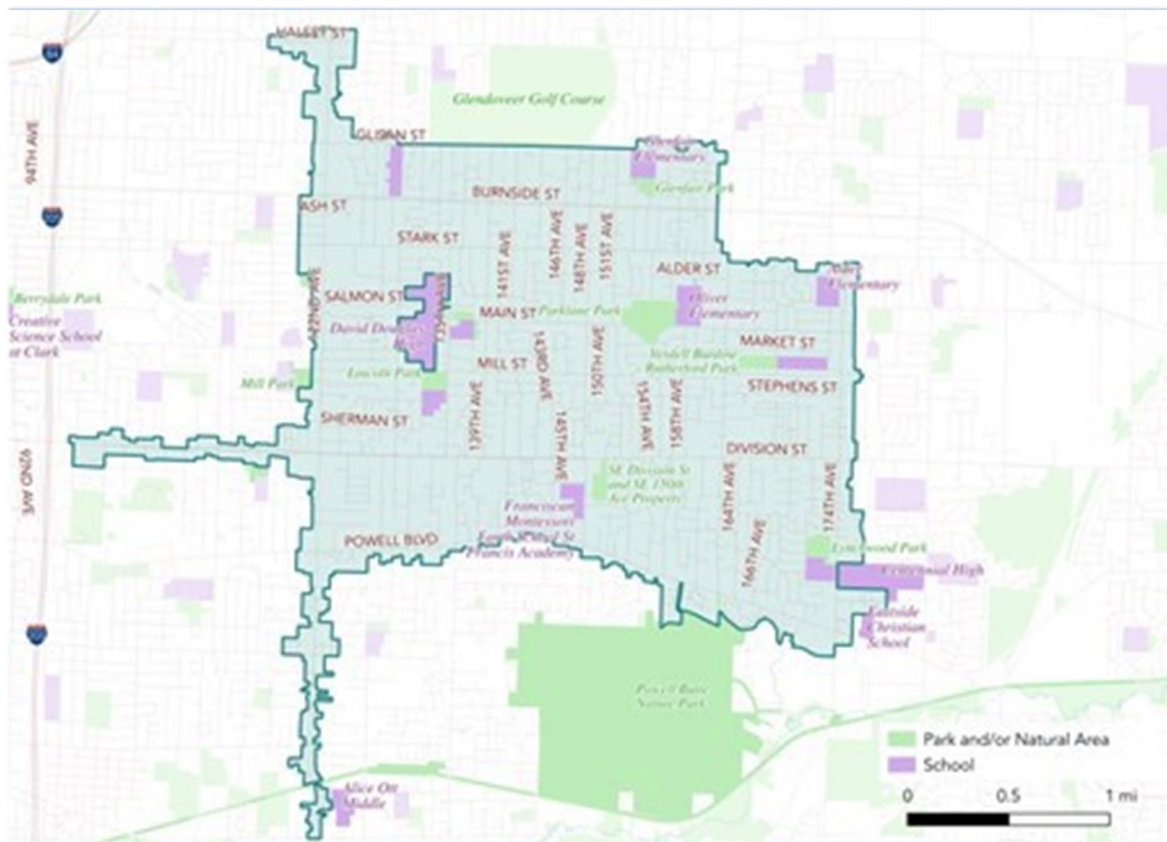 HALSEY ST
Glendoveer Golf Course
94TH AVE
GLISAN ST
Glenfair
Elementary
Glenfair Park
BURNSIDE ST
ASH ST
STARK ST
141ST AVE
146TH AVE
148TH AVE
151ST AVE
ALDER ST
Alder
Elementary
Berrydale Park
Creative
Science School
at Clark
122ND AVE
SALMON ST
135TH AVE
David Douglas
High
MAIN ST
Parklane Park
Oliver
Elementary
MARKET ST
Verdell Burdine
Rutherford Park
STEPHENS ST
Mill Park
Lincoln Park
MILL ST
143RD AVE
150TH AVE
154TH AVE
158TH AVE
139TH AVE
SHERMAN ST
145TH AVE
DIVISION ST
92ND AVE
SE Division St
and SE 150th
Ave Property
164TH AVE
174TH AVE
166TH AVE
Franciscan
Montessori
Earth School St
Francis Academy
POWELL BLVD
Lynchwood Park
Centennial High
Eastside
Christian
School
Powell Butte
Nature Park
Alice Ott
Middle
Park and/or Natural Area
School
0 0.5 1 mi